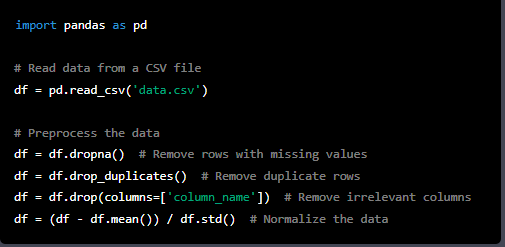 import pandas as pd
# Read data from a CSV file
df = pd.read_csv('data.csv')
# Preprocess the data
df = df.dropna()  # Remove rows with missing values
df = df.drop_duplicates()  # Remove duplicate rows
df = df.drop(columns=['column_name'])  # Remove irrelevant columns
df = (df - df.mean()) / df.std()  # Normalize the data